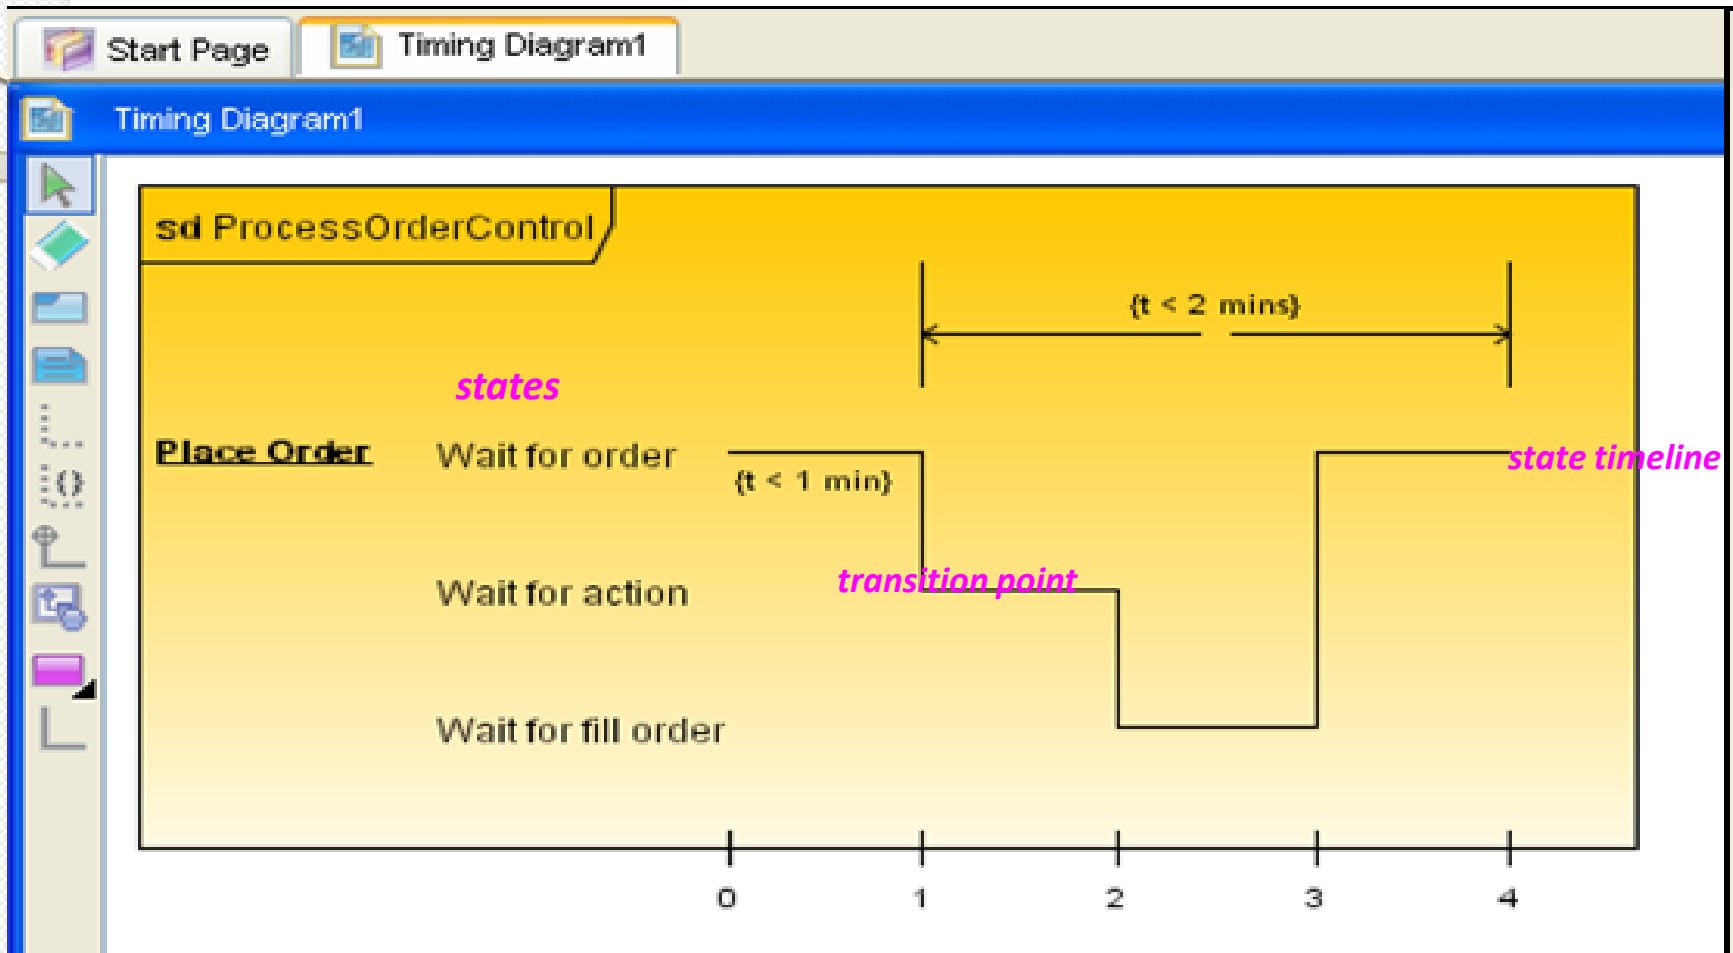 Start Page
Timing Diagram1
Timing Diagram1
sd ProcessOrderControl
{t < 2 mins}
states
Place Order
Wait for order
state timeline
{t < 1 min}
transition point
Wait for action
Wait for fill order
0 1 2 3 4